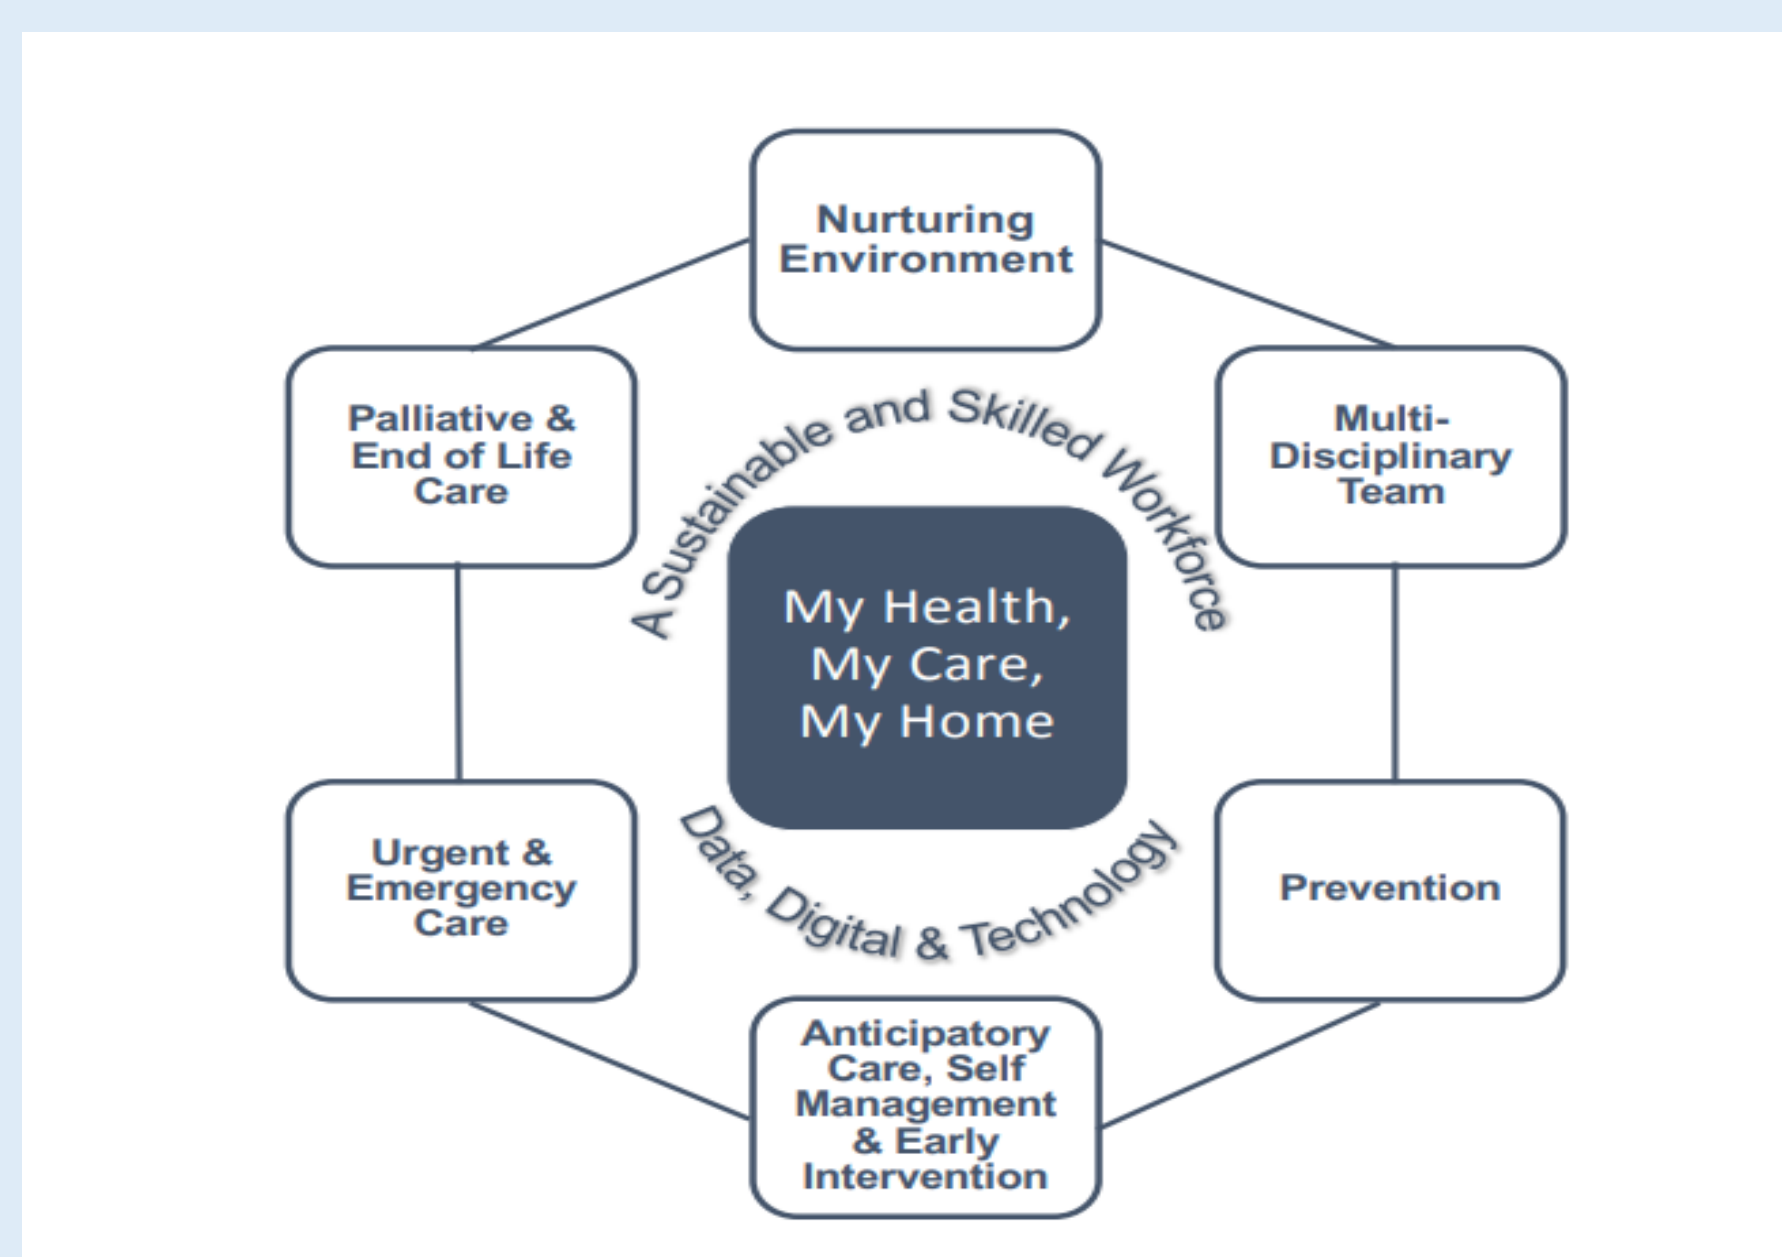 Nurturing
Environment
Palliative &
End of Life
Care
Multi-
Disciplinary
Team
A Sustainable and Skilled Workforce
My Health,
My Care,
My Home
Data, Digital & Technology
Urgent &
Emergency
Care
Prevention
Anticipatory
Care, Self
Management
& Early
Intervention